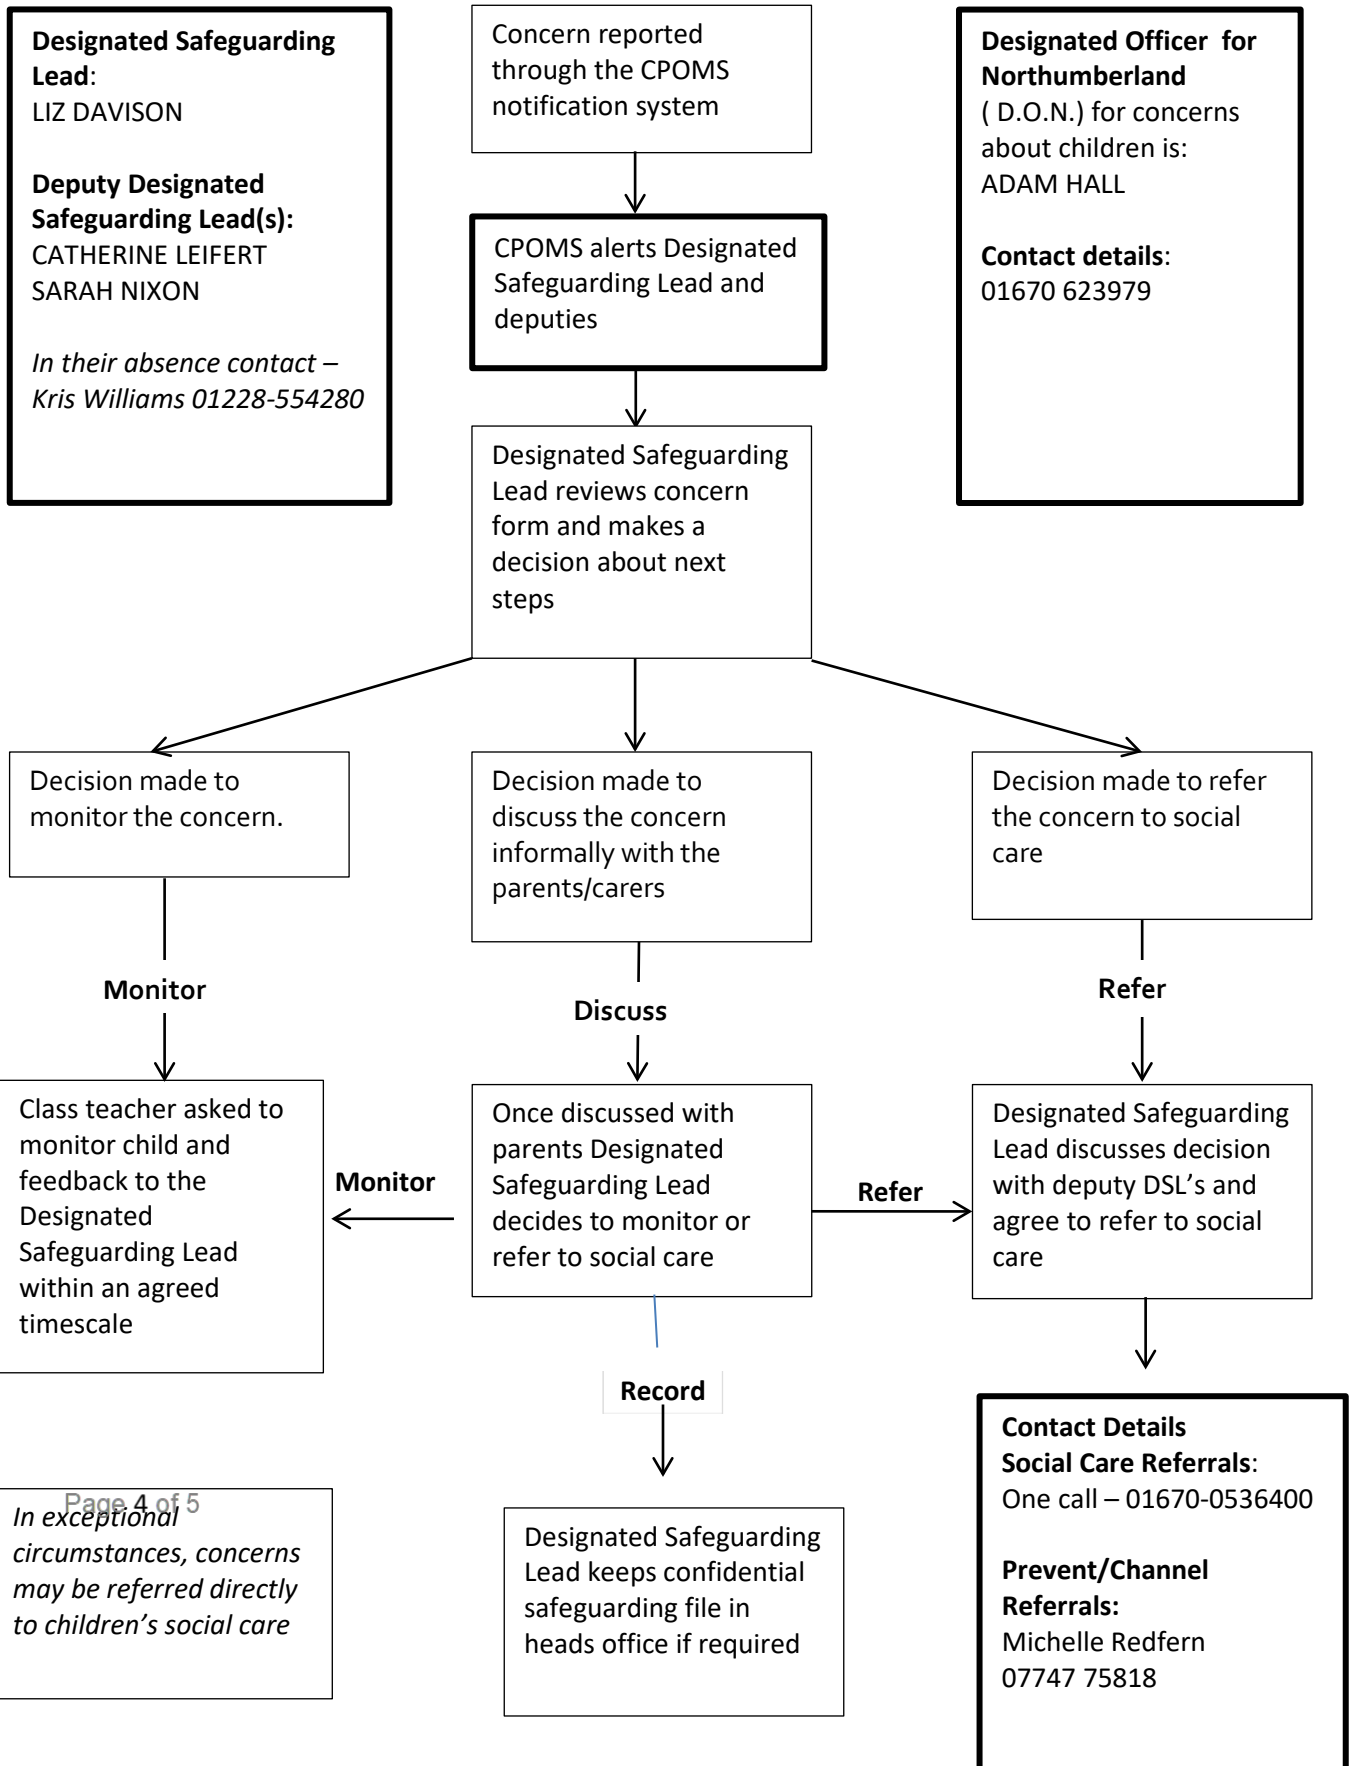 Designated Safeguarding
Lead:
LIZ DAVISON
Deputy Designated
Safeguarding Lead(s):
CATHERINE LEIFERT
SARAH NIXON
In their absence contact –
Kris Williams 01228-554280
Concern reported
through the CPOMS
notification system
Designated Officer for
Northumberland
( D.O.N.) for concerns
about children is:
ADAM HALL
Contact details:
01670 623979
CPOMS alerts Designated
Safeguarding Lead and
deputies
Designated Safeguarding
Lead reviews concern
form and makes a
decision about next
steps
Decision made to
monitor the concern.
Decision made to
discuss the concern
informally with the
parents/carers
Decision made to refer
the concern to social
care
Monitor
Discuss
Refer
Class teacher asked to
monitor child and
feedback to the
Designated
Safeguarding Lead
within an agreed
timescale
Monitor
Once discussed with
parents Designated
Safeguarding Lead
decides to monitor or
refer to social care
Refer
Designated Safeguarding
Lead discusses decision
with deputy DSL’s and
agree to refer to social
care
Record
Contact Details
Social Care Referrals:
One call – 01670-0536400
Prevent/Channel
Referrals:
Michelle Redfern
07747 75818
Page 4 of 5
In exceptional
circumstances, concerns
may be referred directly
to children’s social care
Designated Safeguarding
Lead keeps confidential
safeguarding file in
heads office if required